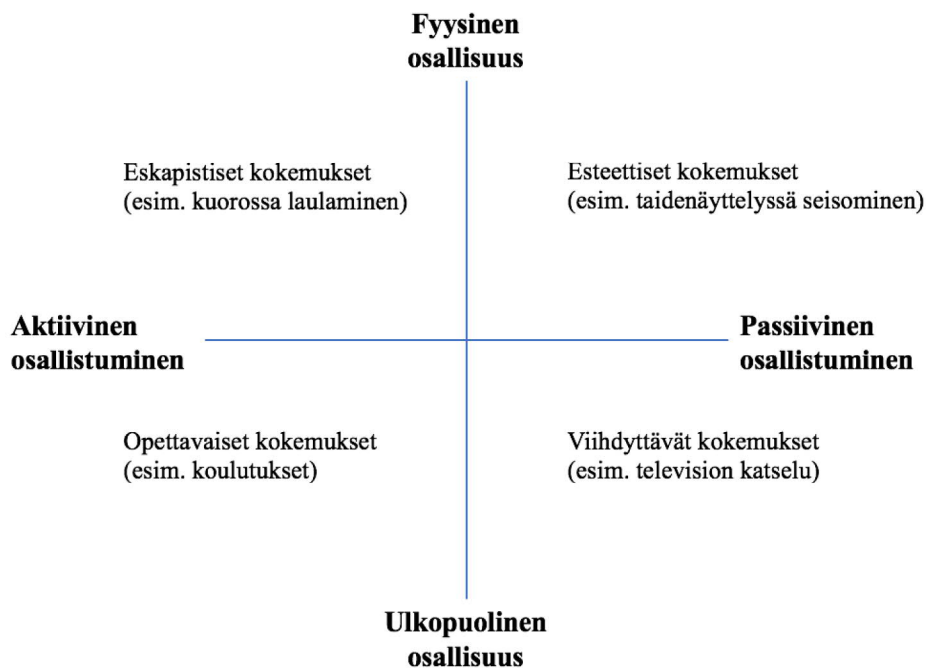 Fyysinen
osallisuus
Eskapistiset kokemukset
(esim. kuorossa laulaminen)
Esteettiset kokemukset
(esim. taidenäyttelyssä seisominen)
Aktiivinen
osallistuminen
Passiivinen
osallistuminen
Opettavaiset kokemukset
(esim. koulutukset)
Viihdyttävät kokemukset
(esim. television katselu)
Ulkopuolinen
osallisuus